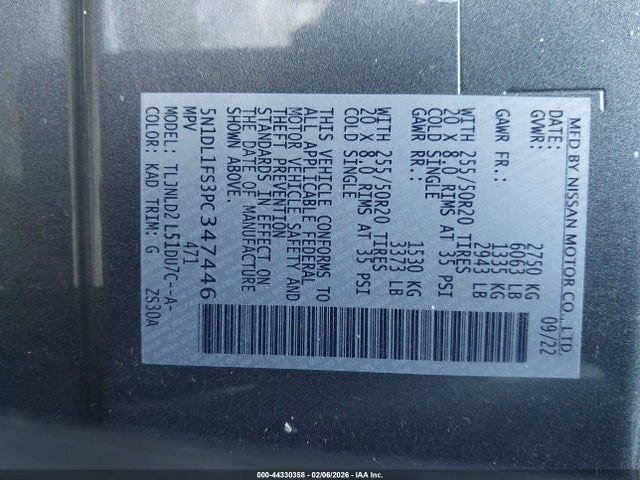 MFD BY NISSAN MOTOR CO., LTD.
DATE: 09/22
GVWR: 2750 KG
6063 LB
GAWR FR.: 1335 KG
2943 LB
WITH 255/50R20 TIRES
20 X 8.0 RIMS AT 35 PSI
COLD SINGLE
GAWR RR.: 1530 KG
3373 LB
WITH 255/50R20 TIRES
20 X 8.0 RIMS AT 35 PSI
COLD SINGLE
THIS VEHICLE CONFORMS TO
ALL APPLICABLE FEDERAL
MOTOR VEHICLE SAFETY AND
THEFT PREVENTION
STANDARDS IN EFFECT ON
THE DATE OF MANUFACTURE
SHOWN ABOVE.
5N1DL1FS3PC347446
MPV 471
MODEL: TLJNLD2 L51DU7C--A-
COLOR: KAD TRIM: G ZS30A
000-44330358 02/06/2026 IAA Inc.